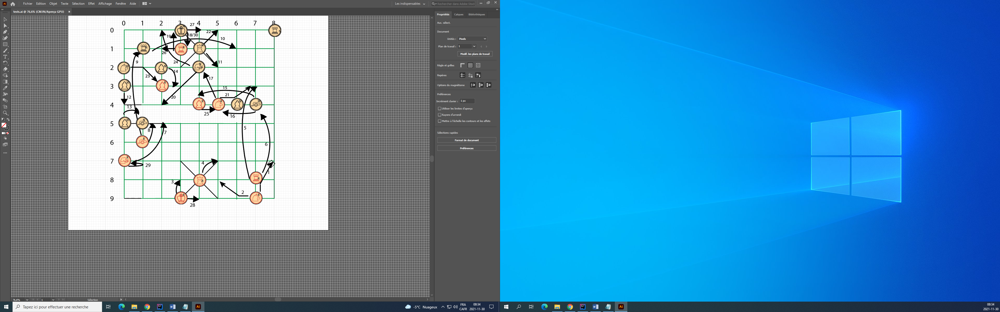 Ai Fichier Edition Objet Texte Sélection Effet Affichage Fenêtre Aide Les indispensables Rechercher dans Adobe Stoc
tests.ai @ 76,6% (CMJN/Aperçu GPU) ×
0 1 2 3 4 5 6 7 8
0
27
N
N
19
18/30
22
10
1
N
R
N
26
9
24
11
2
N
N
N
14
23
17
3
N
R
15
12
20
21
4
R
R
N
N
13
25
16
5
N
N
8
7
5
6
R
6
7
R
29
4
1
8
R
R
3
2
9
R
R
28
Propriétés Calques Bibliothèques
Auc. sélect.
Document
Unités : Pixels
Plan de travail : 1
Modif. les plans de travail
Règle et grilles
Repères
Options du magnétisme
Préférences
Incrément clavier : 1 px
Utiliser les limites d'aperçu
Rayons d'arrondi
Mettre à l'échelle les contours et les effets
Sélections rapides
Format de document
Préférences
76,6% 1 Sélection
Tapez ici pour effectuer une recherche
-5°C Nuageux
FRA
CAFR
08:34
2021-11-30
08:34
2021-11-30